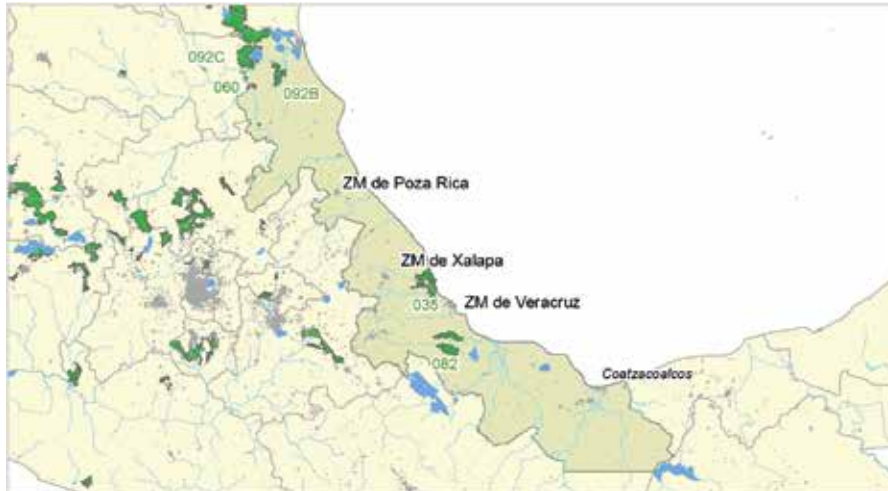 092C
060
092B
ZM de Poza Rica
ZM de Xalapa
035
ZM de Veracruz
082
Coatzacoalcos